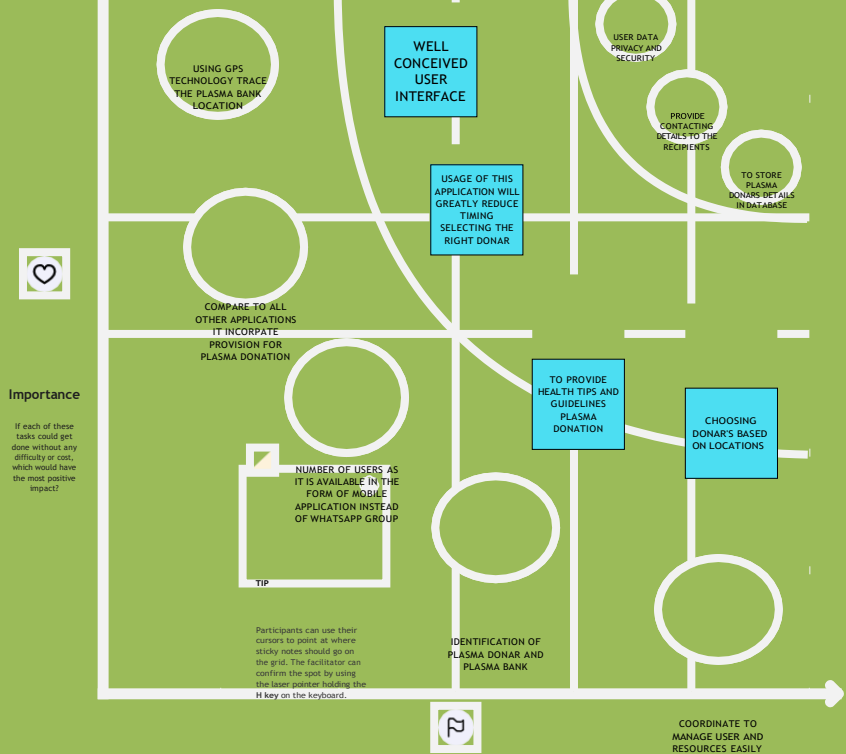 USER DATA
PRIVACY AND
SECURITY
WELL
CONCEIVED
USER
INTERFACE
USING GPS
TECHNOLOGY TRACE
THE PLASMA BANK
LOCATION
PROVIDE
CONTACTING
DETAILS TO THE
RECIPIENTS
TO STORE
PLASMA
DONARS DETAILS
IN DATABASE
USAGE OF THIS
APPLICATION WILL
GREATLY REDUCE
TIMING
SELECTING THE
RIGHT DONAR
COMPARE TO ALL
OTHER APPLICATIONS
IT INCORPATE
PROVISION FOR
PLASMA DONATION
Importance
If each of these
tasks could get
done without any
difficulty or cost,
which would have
the most positive
impact?
TO PROVIDE
HEALTH TIPS AND
GUIDELINES
PLASMA
DONATION
CHOOSING
DONAR'S BASED
ON LOCATIONS
NUMBER OF USERS AS
IT IS AVAILABLE IN THE
FORM OF MOBILE
APPLICATION INSTEAD
OF WHATSAPP GROUP
TIP
Participants can use their
cursors to point at where
sticky notes should go on
the grid. The facilitator can
confirm the spot by using
the laser pointer holding the
H key on the keyboard.
IDENTIFICATION OF
PLASMA DONAR AND
PLASMA BANK
COORDINATE TO
MANAGE USER AND
RESOURCES EASILY